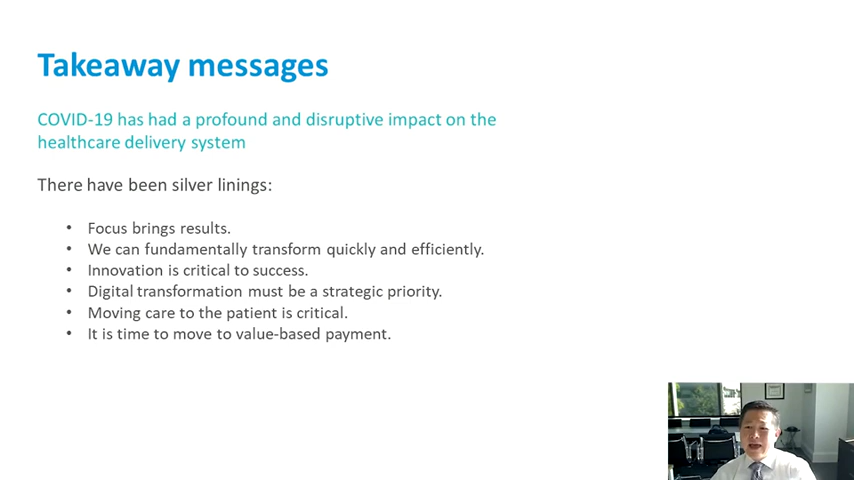 Takeaway messages
COVID-19 has had a profound and disruptive impact on the
healthcare delivery system
There have been silver linings:
• Focus brings results.
• We can fundamentally transform quickly and efficiently.
• Innovation is critical to success.
• Digital transformation must be a strategic priority.
• Moving care to the patient is critical.
• It is time to move to value-based payment.